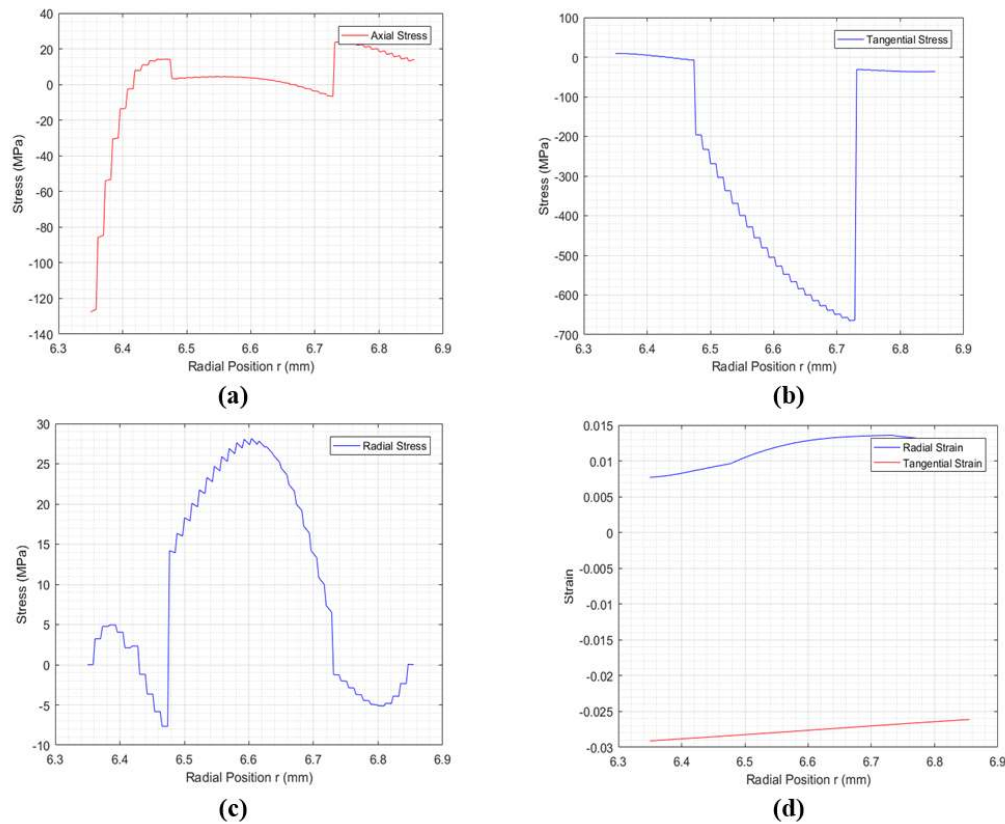 40
20
0
-20
-40
-60
-80
-100
-120
-140
Stress (MPa)
Axial Stress
6.3 6.4 6.5 6.6 6.7 6.8 6.9
Radial Position r (mm)
(a)
100
0
-100
-200
-300
-400
-500
-600
-700
Stress (MPa)
Tangential Stress
6.3 6.4 6.5 6.6 6.7 6.8 6.9
Radial Position r (mm)
(b)
30
25
20
15
10
5
0
-5
-10
Stress (MPa)
Radial Stress
6.3 6.4 6.5 6.6 6.7 6.8 6.9
Radial Position r (mm)
(c)
0.015
0.01
0.005
0
-0.005
-0.01
-0.015
-0.02
-0.025
-0.03
Strain
Radial Strain
Tangential Strain
6.3 6.4 6.5 6.6 6.7 6.8 6.9
Radial Position r (mm)
(d)